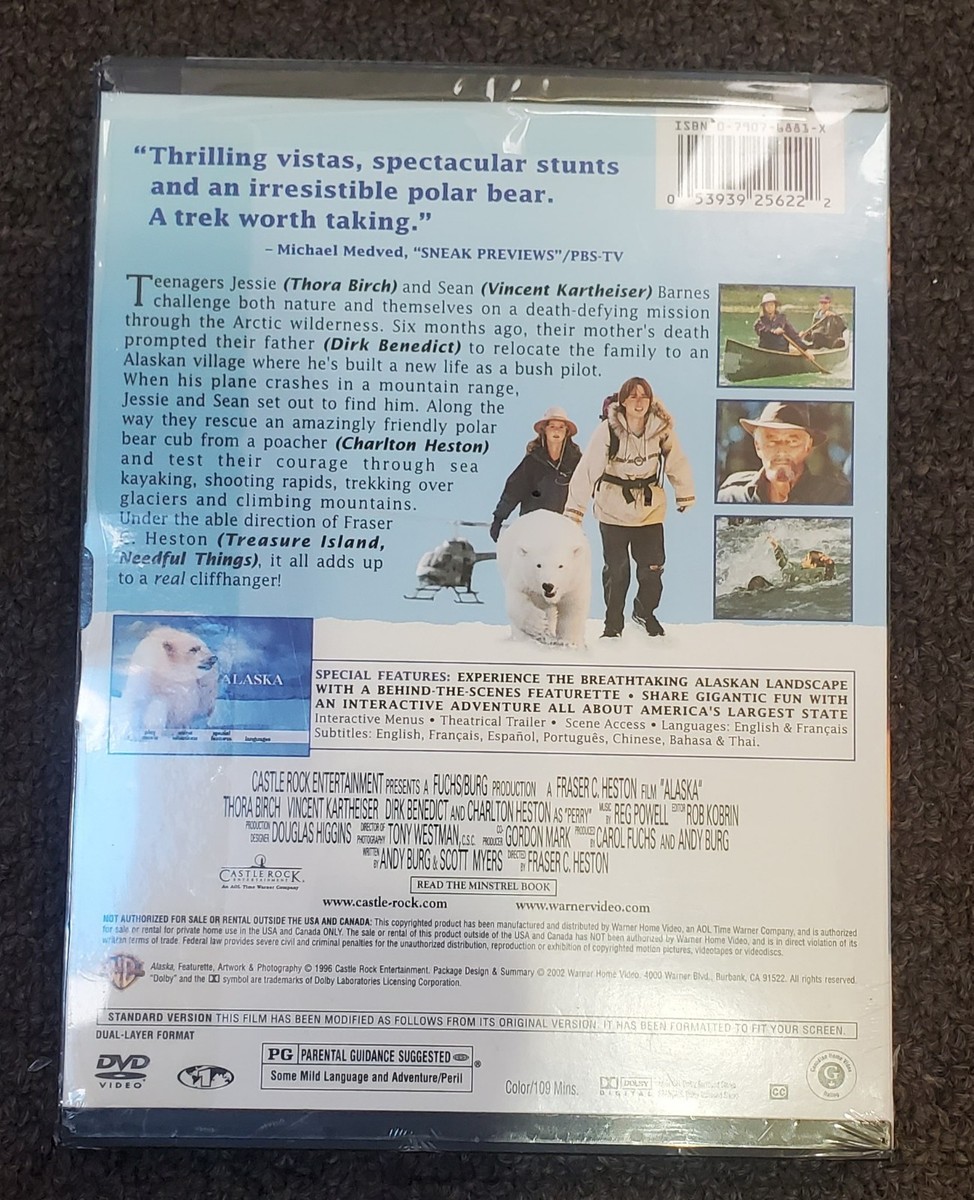 ISBN 0-7907-6881-X
0 53939 25622 2
“Thrilling vistas, spectacular stunts
and an irresistible polar bear.
A trek worth taking.”
– Michael Medved, “SNEAK PREVIEWS”/PBS-TV
Teenagers Jessie (Thora Birch) and Sean (Vincent Kartheiser) Barnes
challenge both nature and themselves on a death-defying mission
through the Arctic wilderness. Six months ago, their mother's death
prompted their father (Dirk Benedict) to relocate the family to an
Alaskan village where he's built a new life as a bush pilot.
When his plane crashes in a mountain range,
Jessie and Sean set out to find him. Along the
way they rescue an amazingly friendly polar
bear cub from a poacher (Charlton Heston)
and test their courage through sea
kayaking, shooting rapids, trekking over
glaciers and climbing mountains.
Under the able direction of Fraser
C. Heston (Treasure Island,
Needful Things), it all adds up
to a real cliffhanger!
ALASKA
play movie scene selections special features languages
SPECIAL FEATURES: EXPERIENCE THE BREATHTAKING ALASKAN LANDSCAPE
WITH A BEHIND-THE-SCENES FEATURETTE • SHARE GIGANTIC FUN WITH
AN INTERACTIVE ADVENTURE ALL ABOUT AMERICA'S LARGEST STATE
Interactive Menus • Theatrical Trailer • Scene Access • Languages: English & Français
Subtitles: English, Français, Español, Português, Chinese, Bahasa & Thai.
CASTLE ROCK ENTERTAINMENT PRESENTS A FUCHS/BURG PRODUCTION A FRASER C. HESTON FILM "ALASKA"
THORA BIRCH VINCENT KARTHEISER DIRK BENEDICT AND CHARLTON HESTON AS "PERRY" MUSIC BY REG POWELL EDITOR ROB KOBRIN
PRODUCTION DESIGNER DOUGLAS HIGGINS DIRECTOR OF PHOTOGRAPHY TONY WESTMAN, C.S.C. CO-PRODUCER GORDON MARK PRODUCED BY CAROL FUCHS AND ANDY BURG
WRITTEN BY ANDY BURG & SCOTT MYERS DIRECTED BY FRASER C. HESTON
CASTLE ROCK
ENTERTAINMENT
An AOL Time Warner Company
READ THE MINSTREL BOOK
www.castle-rock.com www.warnervideo.com
NOT AUTHORIZED FOR SALE OR RENTAL OUTSIDE THE USA AND CANADA: This copyrighted product has been manufactured and distributed by Warner Home Video, an AOL Time Warner Company, and is authorized
for sale or rental for private home use in the USA and Canada ONLY. The sale or rental of this product outside of the USA and Canada has NOT been authorized by Warner Home Video, and is in direct violation of its
written terms of trade. Federal law provides severe civil and criminal penalties for the unauthorized distribution, reproduction or exhibition of copyrighted motion pictures, videotapes or videodiscs.
WB
Alaska, Featurette, Artwork & Photography © 1996 Castle Rock Entertainment. Package Design & Summary © 2002 Warner Home Video. 4000 Warner Blvd., Burbank, CA 91522. All rights reserved.
"Dolby" and the DD symbol are trademarks of Dolby Laboratories Licensing Corporation.
STANDARD VERSION THIS FILM HAS BEEN MODIFIED AS FOLLOWS FROM ITS ORIGINAL VERSION: IT HAS BEEN FORMATTED TO FIT YOUR SCREEN.
DUAL-LAYER FORMAT
DVD
VIDEO
1
PG PARENTAL GUIDANCE SUGGESTED ®
Some Mild Language and Adventure/Peril
Color/109 Mins.
DOLBY
DIGITAL
CC
Canadian Home Video
G
Rating